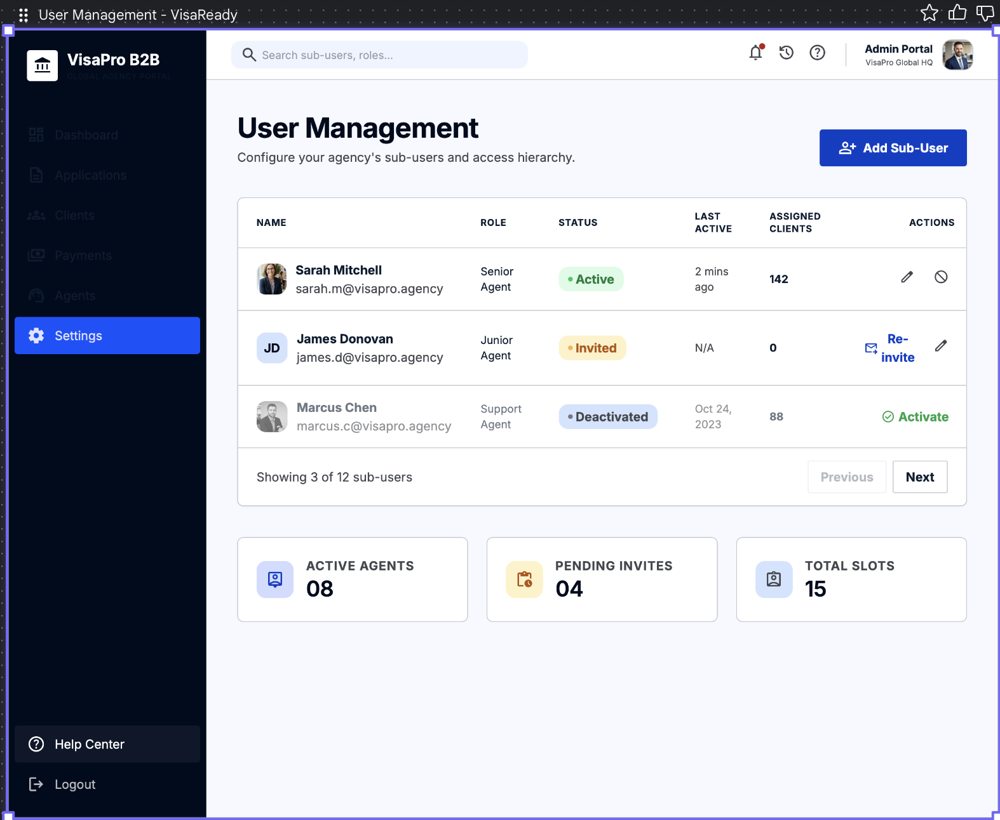 User Management - VisaReady
VisaPro B2B
GLOBAL AGENCY PORTAL
Dashboard
Applications
Clients
Payments
Agents
Settings
Help Center
Logout
Search sub-users, roles...
Admin Portal
VisaPro Global HQ
User Management
Configure your agency's sub-users and access hierarchy.
Add Sub-User
NAME ROLE STATUS LAST ACTIVE ASSIGNED CLIENTS ACTIONS
Sarah Mitchell
sarah.m@visapro.agency
Senior
Agent
Active
2 mins
ago
142
JD
James Donovan
james.d@visapro.agency
Junior
Agent
Invited
N/A
0
Re-
invite
Marcus Chen
marcus.c@visapro.agency
Support
Agent
Deactivated
Oct 24,
2023
88
Activate
Showing 3 of 12 sub-users
Previous
Next
ACTIVE AGENTS
08
PENDING INVITES
04
TOTAL SLOTS
15